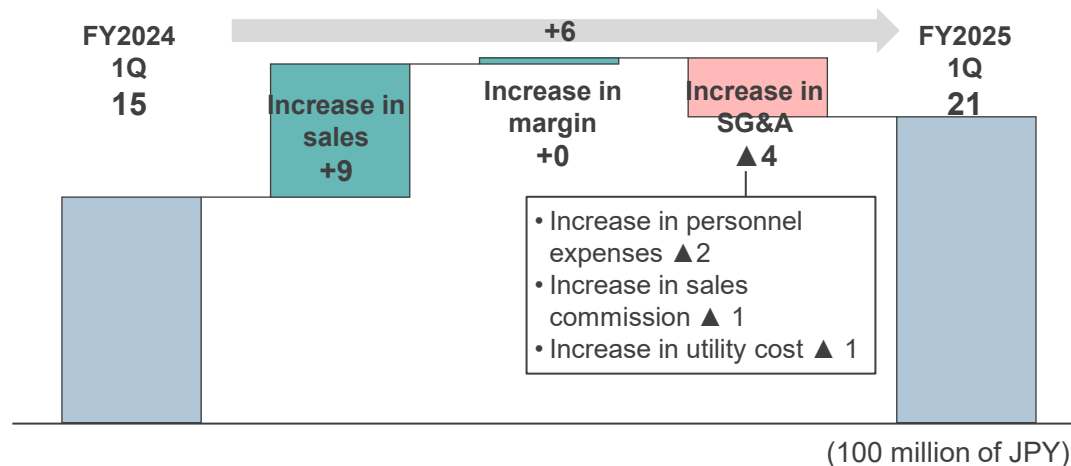 FY2024
1Q
15
+6
FY2025
1Q
21
Increase in
sales
+9
Increase in
margin
+0
Increase in
SG&A
▲4
• Increase in personnel
expenses ▲2
• Increase in sales
commission ▲ 1
• Increase in utility cost ▲ 1
(100 million of JPY)